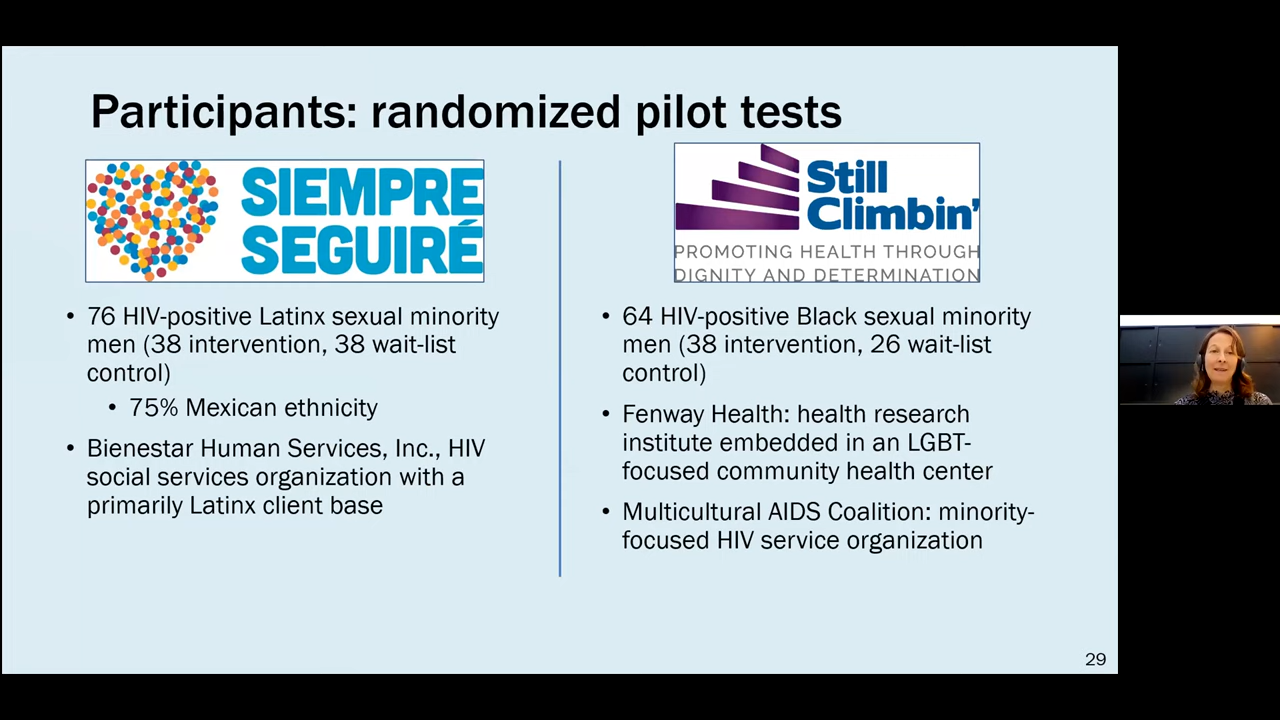 Participants: randomized pilot tests
SIEMPRE
SEGUIRÉ
• 76 HIV-positive Latinx sexual minority
men (38 intervention, 38 wait-list
control)
• 75% Mexican ethnicity
• Bienestar Human Services, Inc., HIV
social services organization with a
primarily Latinx client base
Still
Climbin'
PROMOTING HEALTH THROUGH
DIGNITY AND DETERMINATION
• 64 HIV-positive Black sexual minority
men (38 intervention, 26 wait-list
control)
• Fenway Health: health research
institute embedded in an LGBT-
focused community health center
• Multicultural AIDS Coalition: minority-
focused HIV service organization
29